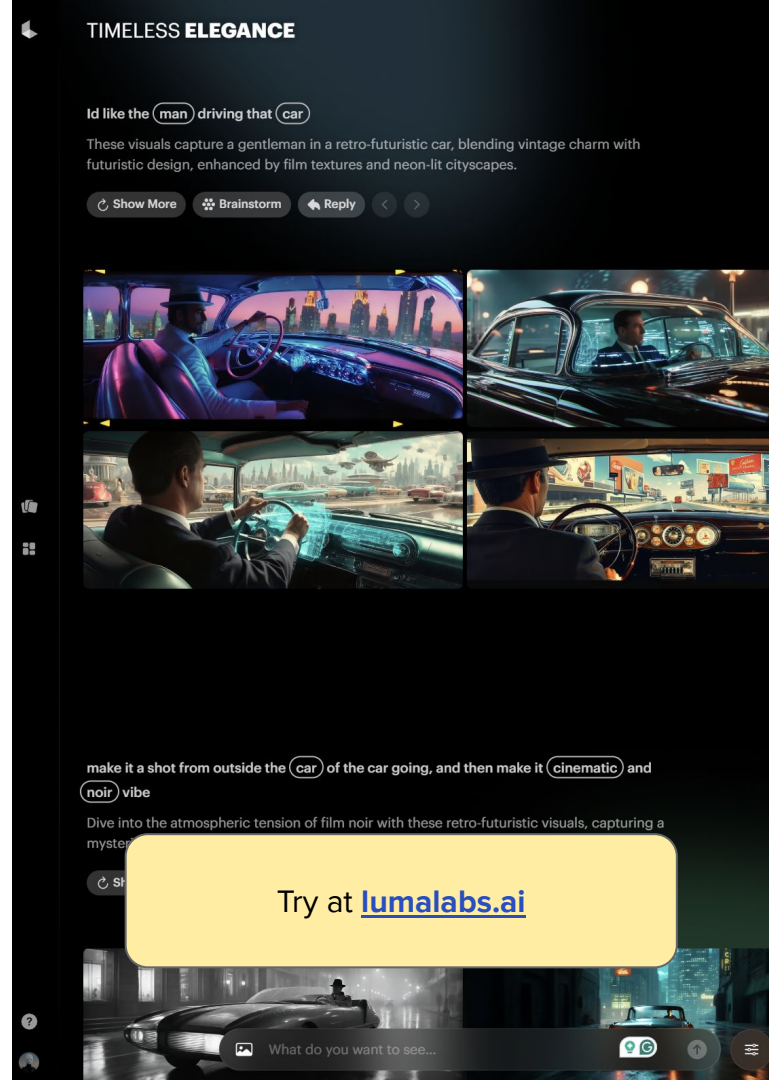 TIMELESS ELEGANCE
Id like the man driving that car
These visuals capture a gentleman in a retro-futuristic car, blending vintage charm with
futuristic design, enhanced by film textures and neon-lit cityscapes.
Show More Brainstorm Reply
make it a shot from outside the car of the car going, and then make it cinematic and
noir vibe
Dive into the atmospheric tension of film noir with these retro-futuristic visuals, capturing a
Try at lumalabs.ai
What do you want to see...